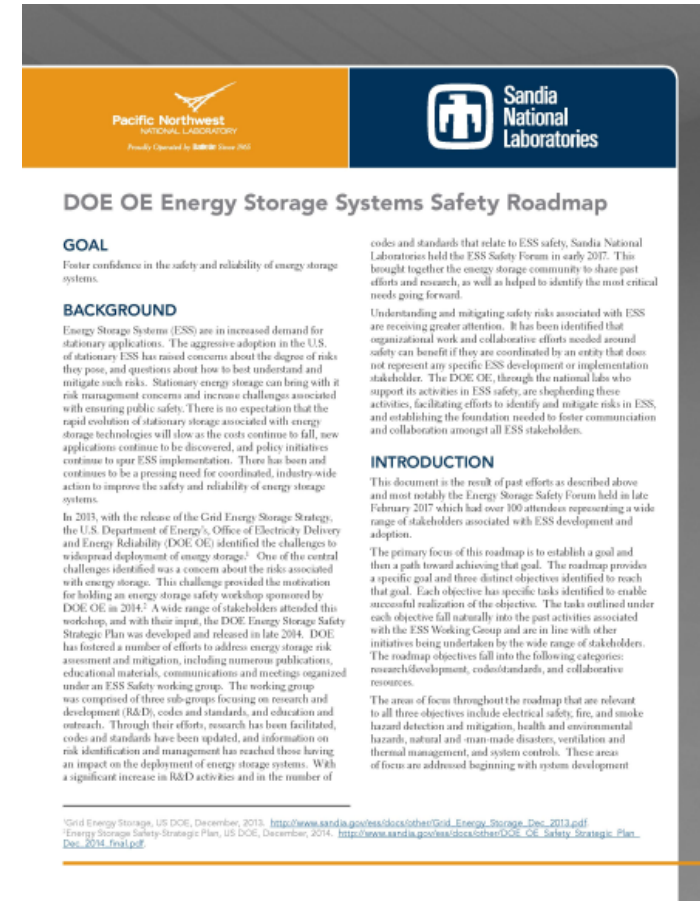 Pacific Northwest
NATIONAL LABORATORY
Proudly Operated by Battelle Since 1965
Sandia
National
Laboratories
DOE OE Energy Storage Systems Safety Roadmap
GOAL
Foster confidence in the safety and reliability of energy storage
systems.
BACKGROUND
Energy Storage Systems (ESS) are in increased demand for
stationary applications. The aggressive adoption in the U.S.
of stationary ESS has raised concerns about the degree of risks
they pose, and questions about how to best understand and
mitigate such risks. Stationary energy storage can bring with it
risk management concerns and increase challenges associated
with ensuring public safety. There is no expectation that the
rapid evolution of stationary storage associated with energy
storage technologies will slow as the costs continue to fall, new
applications continue to be discovered, and policy initiatives
continue to spur ESS implementation. There has been and
continues to be a pressing need for coordinated, industry-wide
action to improve the safety and reliability of energy storage
systems.
In 2013, with the release of the Grid Energy Storage Strategy,
the U.S. Department of Energy's, Office of Electricity Delivery
and Energy Reliability (DOE OE) identified the challenges to
widespread deployment of energy storage.¹ One of the central
challenges identified was a concern about the risks associated
with energy storage. This challenge provided the motivation
for holding an energy storage safety workshop sponsored by
DOE OE in 2014.² A wide range of stakeholders attended this
workshop, and with their input, the DOE Energy Storage Safety
Strategic Plan was developed and released in late 2014. DOE
has fostered a number of efforts to address energy storage risk
assessment and mitigation, including numerous publications,
educational materials, communications and meetings organized
under an ESS Safety working group. The working group
was comprised of three sub-groups focusing on research and
development (R&D), codes and standards, and education and
outreach. Through their efforts, research has been facilitated,
codes and standards have been updated, and information on
risk identification and management has reached those having
an impact on the deployment of energy storage systems. With
a significant increase in R&D activities and in the number of
codes and standards that relate to ESS safety, Sandia National
Laboratories held the ESS Safety Forum in early 2017. This
brought together the energy storage community to share past
efforts and research, as well as helped to identify the most critical
needs going forward.
Understanding and mitigating safety risks associated with ESS
are receiving greater attention. It has been identified that
organizational work and collaborative efforts needed around
safety can benefit if they are coordinated by an entity that does
not represent any specific ESS development or implementation
stakeholder. The DOE OE, through the national labs who
support its activities in ESS safety, are shepherding these
activities, facilitating efforts to identify and mitigate risks in ESS,
and establishing the foundation needed to foster communciation
and collaboration amongst all ESS stakeholders.
INTRODUCTION
This document is the result of past efforts as described above
and most notably the Energy Storage Safety Forum held in late
February 2017 which had over 100 attendees representing a wide
range of stakeholders associated with ESS development and
adoption.
The primary focus of this roadmap is to establish a goal and
then a path toward achieving that goal. The roadmap provides
a specific goal and three distinct objectives identified to reach
that goal. Each objective has specific tasks identified to enable
successful realization of the objective. The tasks outlined under
each objective fall naturally into the past activities associated
with the ESS Working Group and are in line with other
initiatives being undertaken by the wide range of stakeholders.
The roadmap objectives fall into the following categories:
research/development, codes/standards, and collaborative
resources.
The areas of focus throughout the roadmap that are relevant
to all three objectives include electrical safety, fire, and smoke
hazard detection and mitigation, health and environmental
hazards, natural and -man-made disasters, ventilation and
thermal management, and system controls. These areas
of focus are addressed beginning with system development
¹Grid Energy Storage, US DOE, December, 2013. http://www.sandia.gov/ess/docs/other/Grid_Energy_Storage_Dec_2013.pdf.
²Energy Storage Safety-Strategic Plan, US DOE, December, 2014. http://www.sandia.gov/ess/docs/other/DOE_OE_Safety_Strategic_Plan_
Dec_2014_final.pdf.